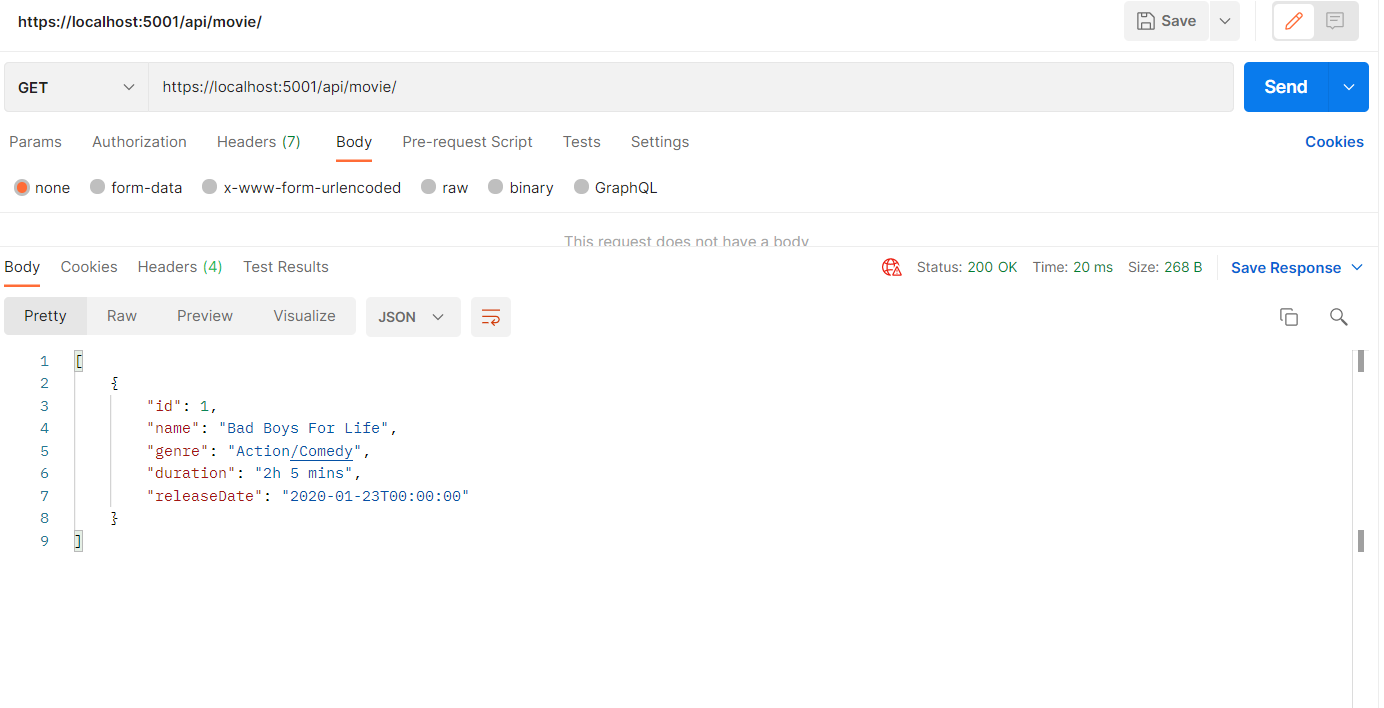 https://localhost:5001/api/movie/ Save
GET https://localhost:5001/api/movie/ Send
Params Authorization Headers (7) Body Pre-request Script Tests Settings Cookies
none form-data x-www-form-urlencoded raw binary GraphQL
This request does not have a body
Body Cookies Headers (4) Test Results Status: 200 OK Time: 20 ms Size: 268 B Save Response
Pretty Raw Preview Visualize JSON
1 [
2 {
3 "id": 1,
4 "name": "Bad Boys For Life",
5 "genre": "Action/Comedy",
6 "duration": "2h 5 mins",
7 "releaseDate": "2020-01-23T00:00:00"
8 }
9 ]